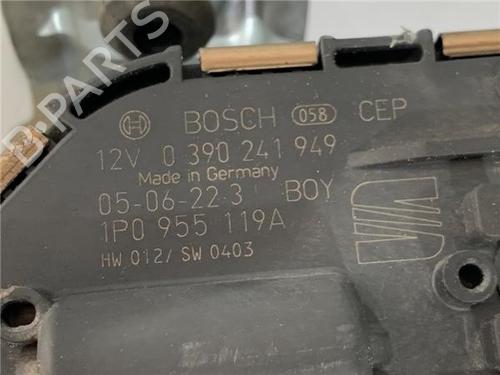 BOSCH 058 CEP
12V 0 390 241 949
Made in Germany
05-06-22-3 BOY
1P0 955 119A
HW 012/ SW 0403